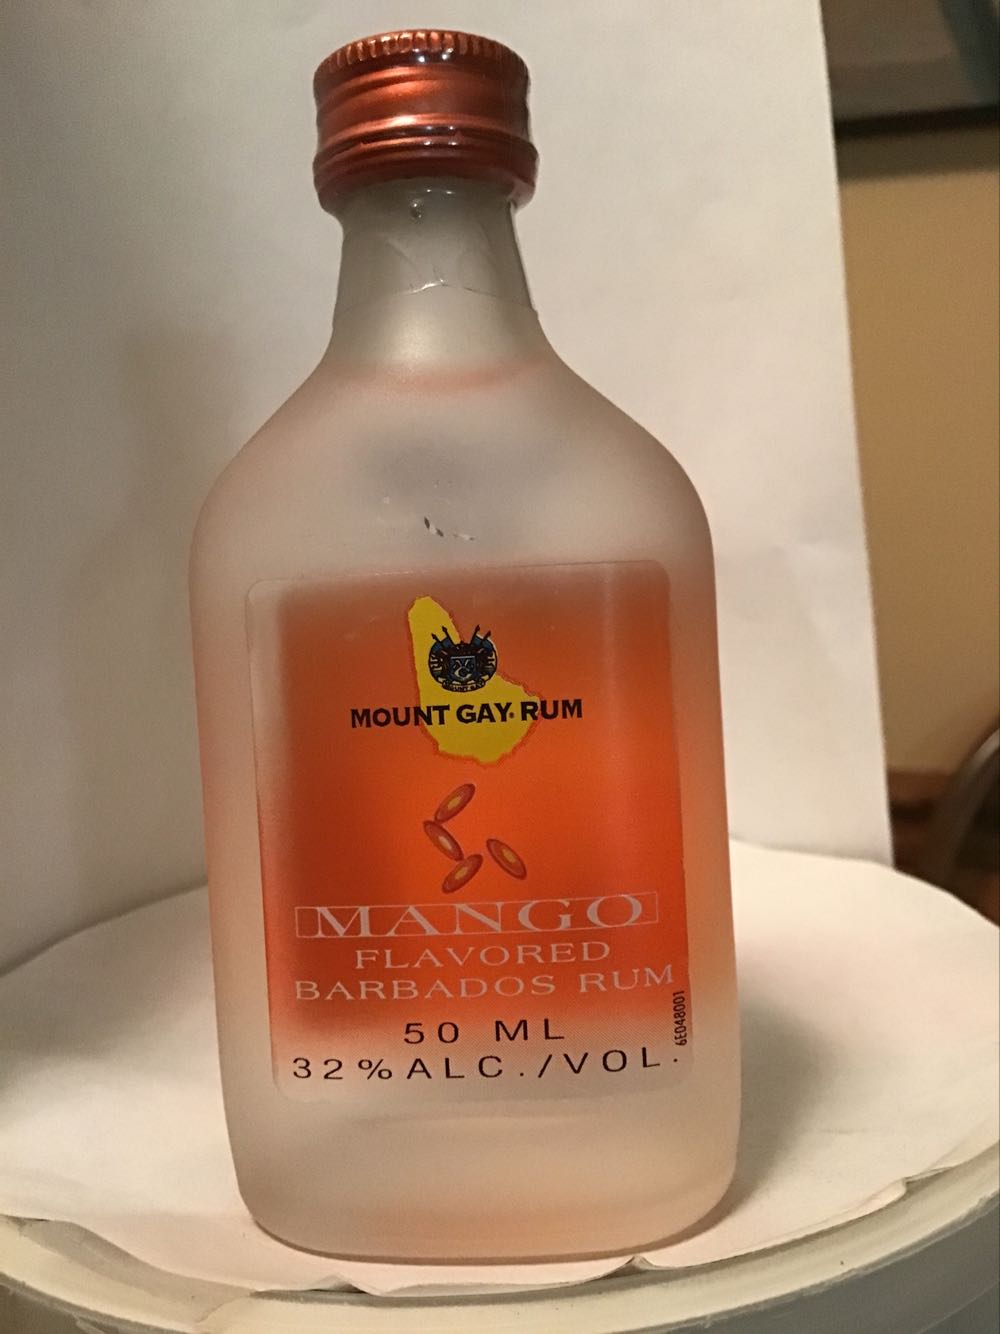 MOUNT GAY® RUM
MANGO
FLAVORED
BARBADOS RUM
50 ML
32% ALC./VOL.
6E048001